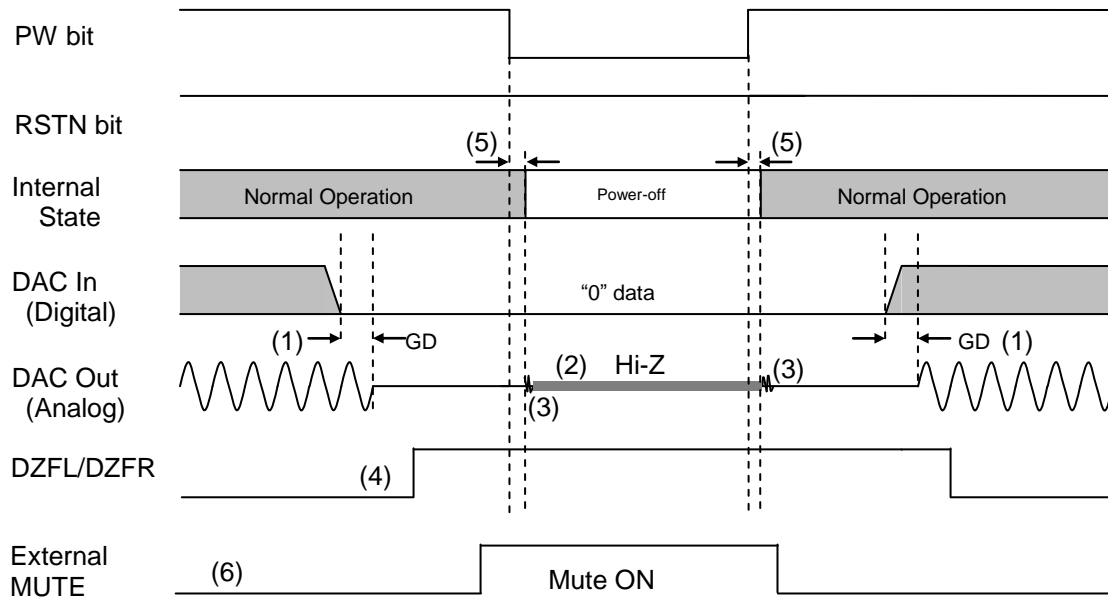 PW bit
RSTN bit
(5) (5)
Internal
State
Normal Operation Power-off Normal Operation
DAC In
(Digital)
“0” data
(1) GD GD (1)
DAC Out
(Analog)
(2) Hi-Z (3)
(3)
DZFL/DZFR (4)
External
MUTE
(6) Mute ON